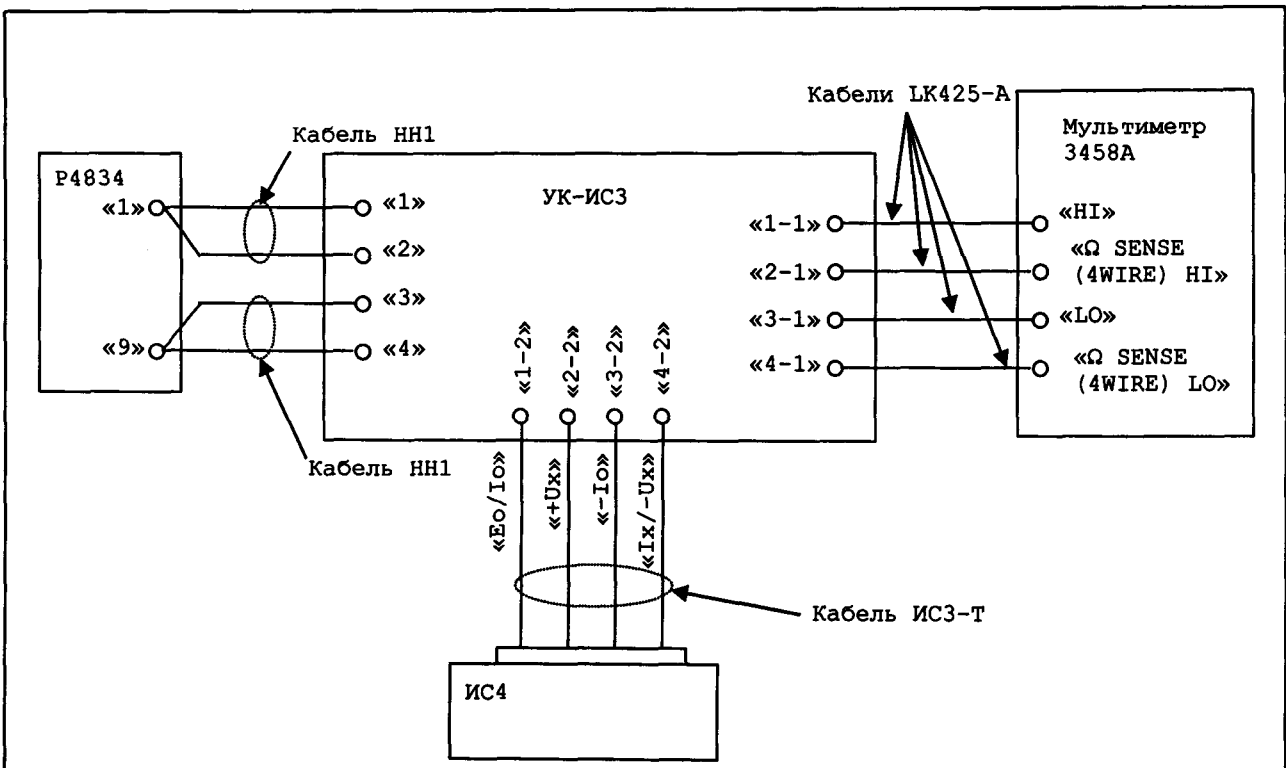 Кабели LK425-A
Кабель НН1
Мультиметр
3458А
Р4834
УК-ИС3
«1»
«9»
«1»
«2»
«3»
«4»
«1-1»
«2-1»
«3-1»
«4-1»
«HI»
«Ω SENSE
(4WIRE) HI»
«LO»
«Ω SENSE
(4WIRE) LO»
«1-2»
«2-2»
«3-2»
«4-2»
Кабель НН1
«Eo/Io»
«+Ux»
«-Io»
«Ix/-Ux»
Кабель ИС3-Т
ИС4